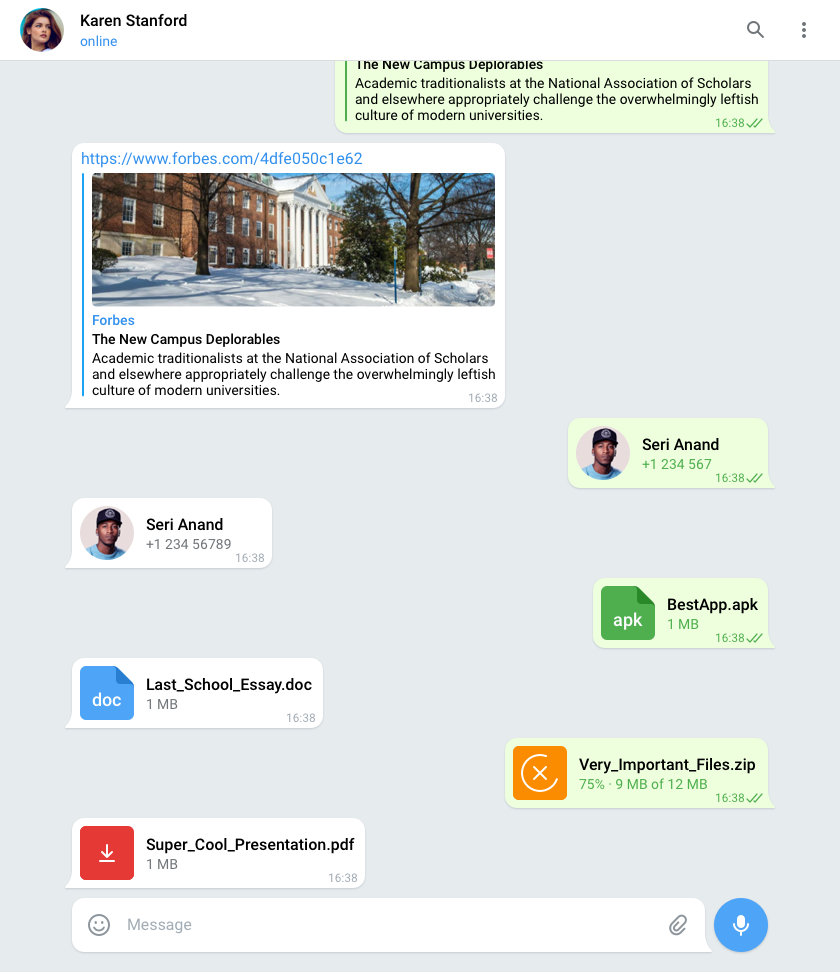 Karen Stanford
online
The New Campus Deplorables
Academic traditionalists at the National Association of Scholars
and elsewhere appropriately challenge the overwhelmingly leftish
culture of modern universities.
16:38
https://www.forbes.com/4dfe050c1e62
Forbes
The New Campus Deplorables
Academic traditionalists at the National Association of Scholars
and elsewhere appropriately challenge the overwhelmingly leftish
culture of modern universities.
16:38
Seri Anand
+1 234 567
16:38
Seri Anand
+1 234 56789
16:38
apk
BestApp.apk
1 MB
16:38
doc
Last_School_Essay.doc
1 MB
16:38
Very_Important_Files.zip
75% · 9 MB of 12 MB
16:38
Super_Cool_Presentation.pdf
1 MB
16:38
Message